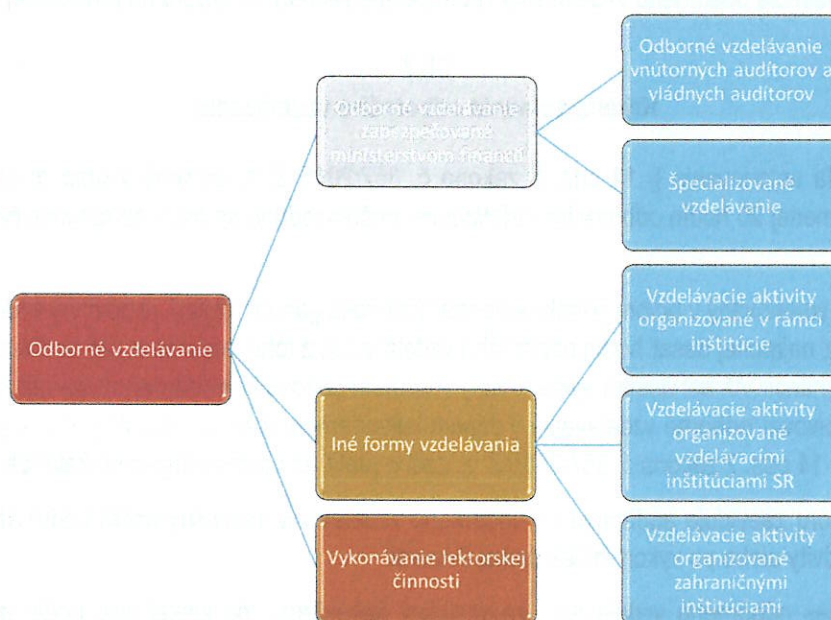 Odborné vzdelávanie
Odborné vzdelávanie
zabezpečované
ministerstvom financií
Odborné vzdelávanie
vnútorných audítorov a
vládnych audítorov
Špecializované
vzdelávanie
Iné formy vzdelávania
Vzdelávacie aktivity
organizované v rámci
inštitúcie
Vzdelávacie aktivity
organizované
vzdelávacími
inštitúciami SR
Vzdelávacie aktivity
organizované
zahraničnými
inštitúciami
Vykonávanie lektorskej
činnosti